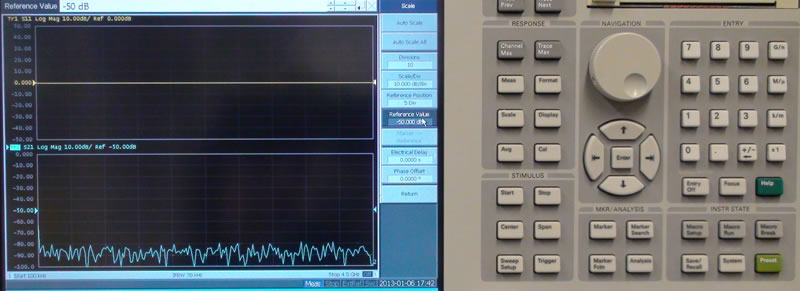 Reference Value -50 dB
Scale
Tr1 S11 Log Mag 10.00dB/ Ref 0.000dB
50.00
40.00
30.00
20.00
10.00
0.000
-10.00
-20.00
-30.00
-40.00
-50.00
S21 Log Mag 10.00dB/ Ref -50.00dB
0.000
-10.00
-20.00
-30.00
-40.00
-50.00
-60.00
-70.00
-80.00
-90.00
-100.0
1 Start 100 kHz
IFBW 70 kHz
Stop 4.5 GHz
Meas Stop ExtRef Svc 2013-01-06 17:42
Auto Scale
Auto Scale All
Divisions
10
Scale/Div
10.000 dB/Div
Reference Position
5 Div
Reference Value
-50.000 dB
Marker ->
Reference
Electrical Delay
0.0000 s
Phase Offset
0.0000 °
Return
Prev
Next
RESPONSE
Channel
Max
Trace
Max
Meas
Format
Scale
Display
Avg
Cal
STIMULUS
Start
Stop
Center
Span
Sweep
Setup
Trigger
NAVIGATION
Enter
MKR/ANALYSIS
Marker
Marker
Search
Marker
Fctn
Analysis
ENTRY
7
8
9
G/n
4
5
6
M/µ
1
2
3
k/m
0
.
+/-
x1
Entry
Off
Focus
Help
INSTR STATE
Macro
Setup
Macro
Run
Macro
Break
Save/
Recall
System
Preset